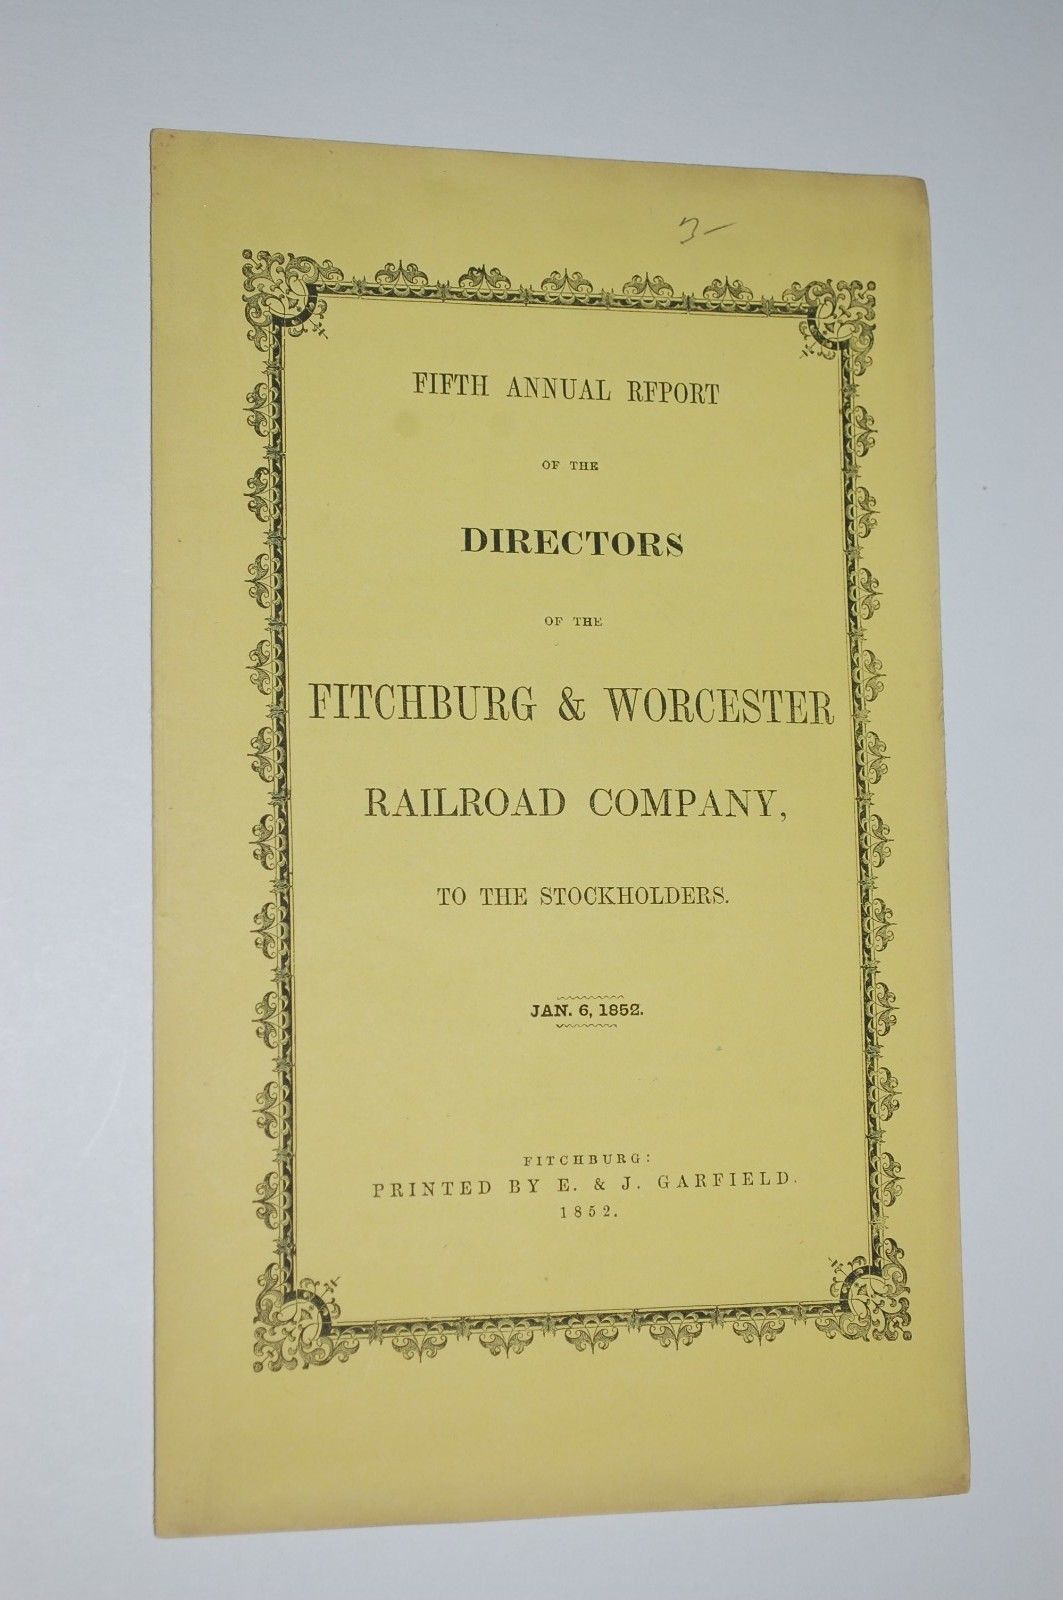 3-
FIFTH ANNUAL RFPORT
OF THE
DIRECTORS
OF THE
FITCHBURG & WORCESTER
RAILROAD COMPANY,
TO THE STOCKHOLDERS.
JAN. 6, 1852.
FITCHBURG:
PRINTED BY E. & J. GARFIELD.
1852.